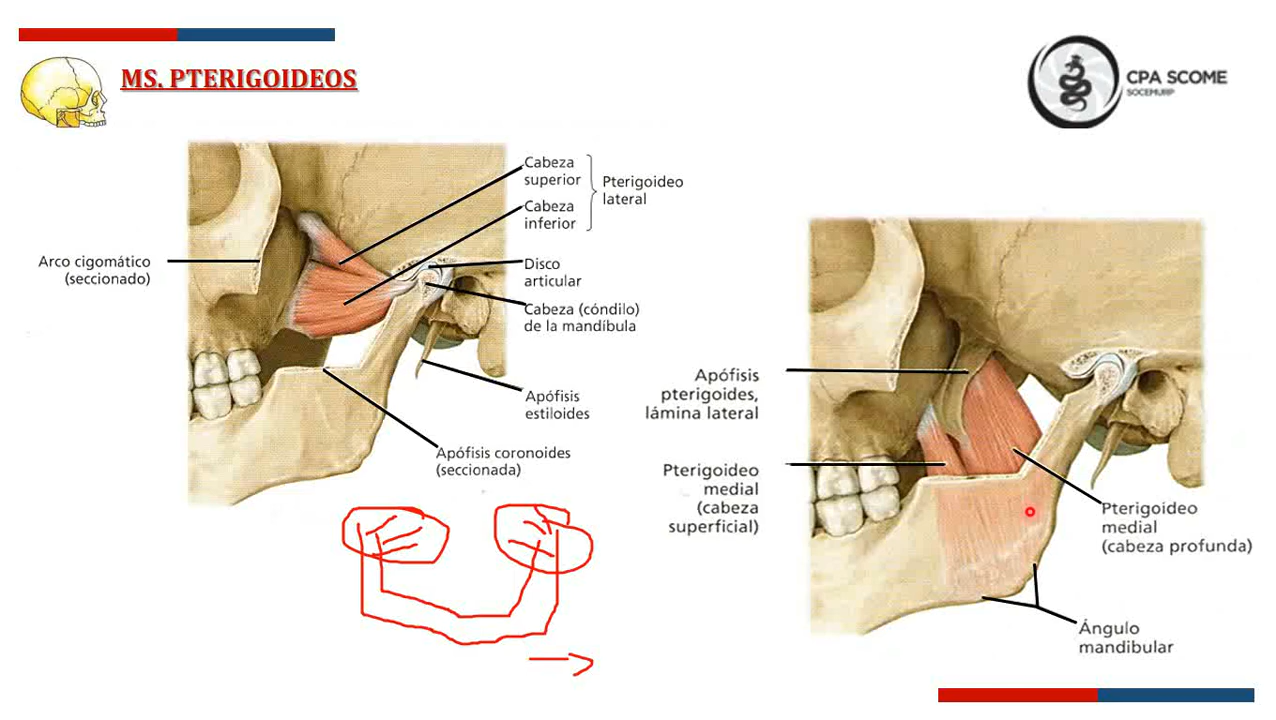 MS. PTERIGOIDEOS
CPA SCOME
SOCEMURP
Cabeza
superior
Cabeza
inferior
Pterigoideo
lateral
Arco cigomático
(seccionado)
Disco
articular
Cabeza (cóndilo)
de la mandíbula
Apófisis
estiloides
Apófisis coronoides
(seccionada)
Apófisis
pterigoides,
lámina lateral
Pterigoideo
medial
(cabeza
superficial)
Pterigoideo
medial
(cabeza profunda)
Ángulo
mandibular